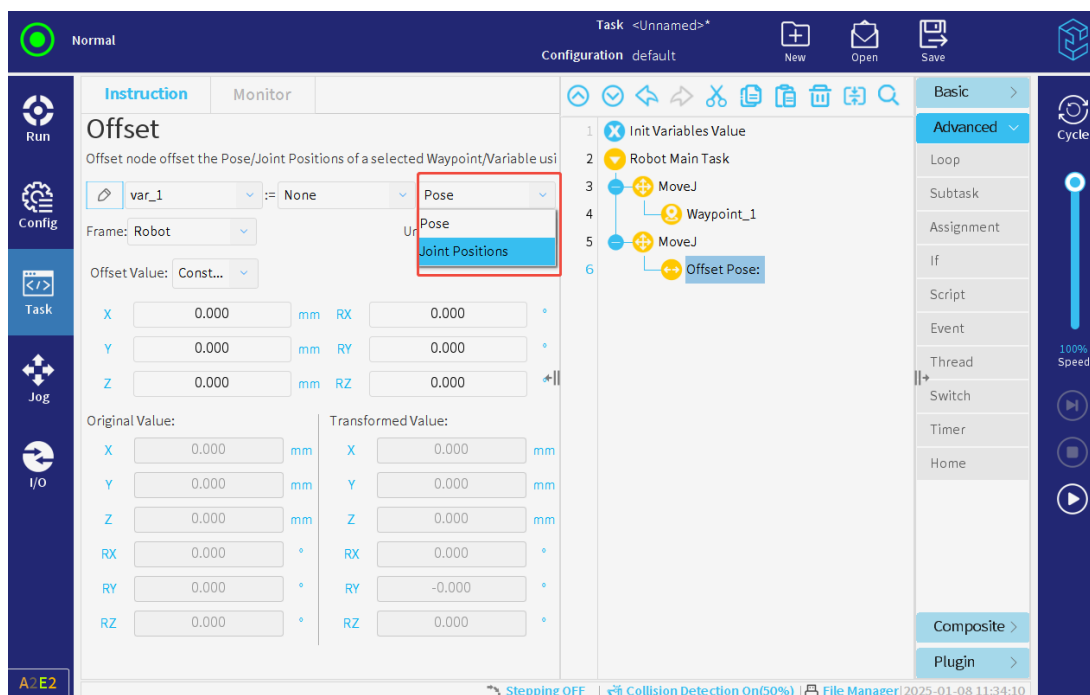 Normal
Task <Unnamed>*
Configuration default
New
Open
Save
Run
Config
Task
Jog
I/O
A2E2
Instruction
Monitor
Offset
Offset node offset the Pose/Joint Positions of a selected Waypoint/Variable usi
var_1 := None Pose
Pose
Joint Positions
Frame: Robot Un
Offset Value: Const...
X 0.000 mm RX 0.000 °
Y 0.000 mm RY 0.000 °
Z 0.000 mm RZ 0.000 °
Original Value: Transformed Value:
X 0.000 mm X 0.000 mm
Y 0.000 mm Y 0.000 mm
Z 0.000 mm Z 0.000 mm
RX 0.000 ° RX 0.000 °
RY 0.000 ° RY -0.000 °
RZ 0.000 ° RZ 0.000 °
1 Init Variables Value
2 Robot Main Task
3 MoveJ
4 Waypoint_1
5 MoveJ
6 Offset Pose:
Basic
Advanced
Loop
Subtask
Assignment
If
Script
Event
Thread
Switch
Timer
Home
Composite
Plugin
Cycle
100%
Speed
Stepping OFF | Collision Detection On(50%) | File Manager | 2025-01-08 11:34:10